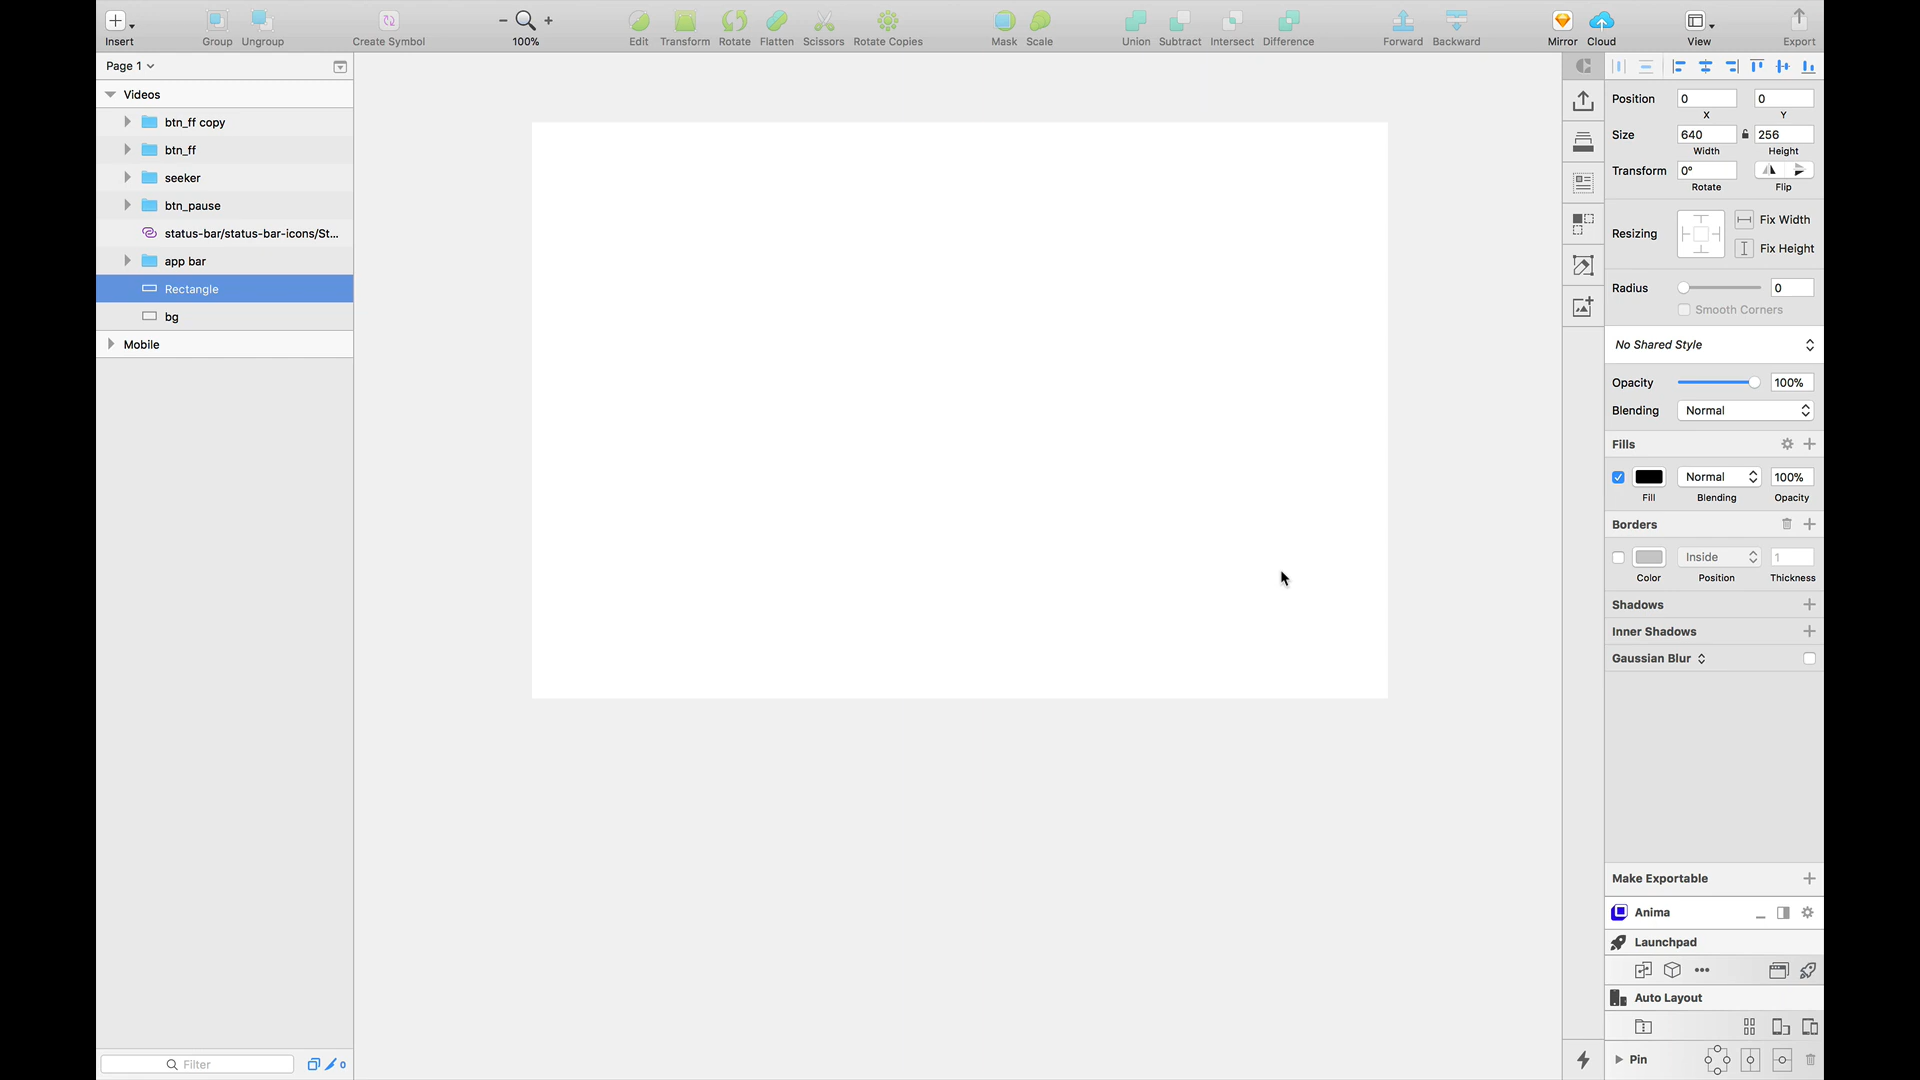 Insert
Group
Ungroup
Create Symbol
100%
Edit
Transform
Rotate
Flatten
Scissors
Rotate Copies
Mask
Scale
Union
Subtract
Intersect
Difference
Forward
Backward
Mirror
Cloud
View
Export
Page 1
Videos
btn_ff copy
btn_ff
seeker
btn_pause
status-bar/status-bar-icons/St...
app bar
Rectangle
bg
Mobile
Filter
0
Position 0 0
X Y
Size 640 256
Width Height
Transform 0°
Rotate Flip
Resizing
Fix Width
Fix Height
Radius 0
Smooth Corners
No Shared Style
Opacity 100%
Blending Normal
Fills
Normal 100%
Fill Blending Opacity
Borders
Inside 1
Color Position Thickness
Shadows
Inner Shadows
Gaussian Blur
Make Exportable
Anima
Launchpad
Auto Layout
Pin